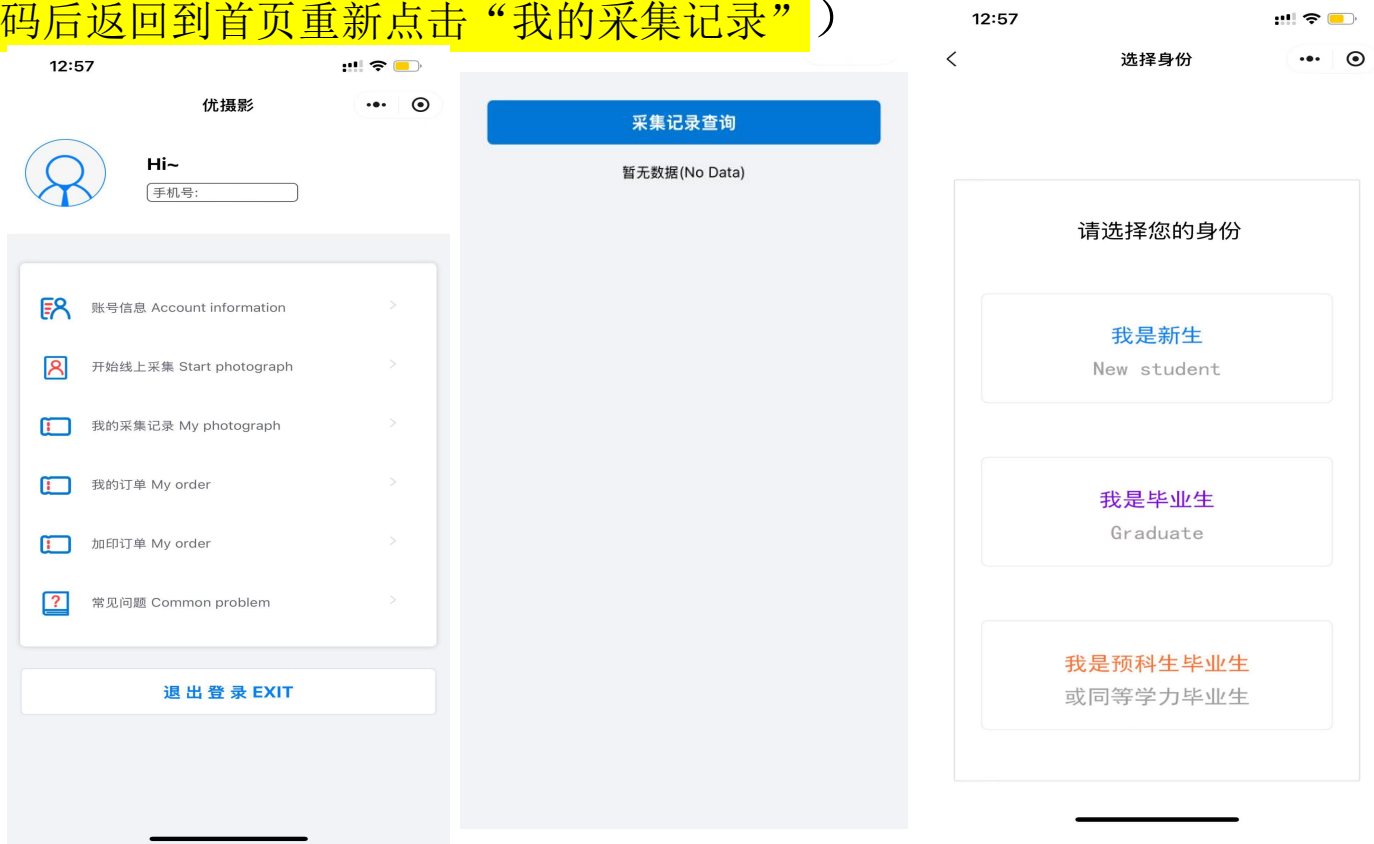 码后返回到首页重新点击“我的采集记录”）
12:57
优摄影
Hi~
手机号:
账号信息 Account information
开始线上采集 Start photograph
我的采集记录 My photograph
我的订单 My order
加印订单 My order
常见问题 Common problem
退 出 登 录 EXIT
采集记录查询
暂无数据(No Data)
12:57
选择身份
请选择您的身份
我是新生
New student
我是毕业生
Graduate
我是预科生毕业生
或同等学力毕业生